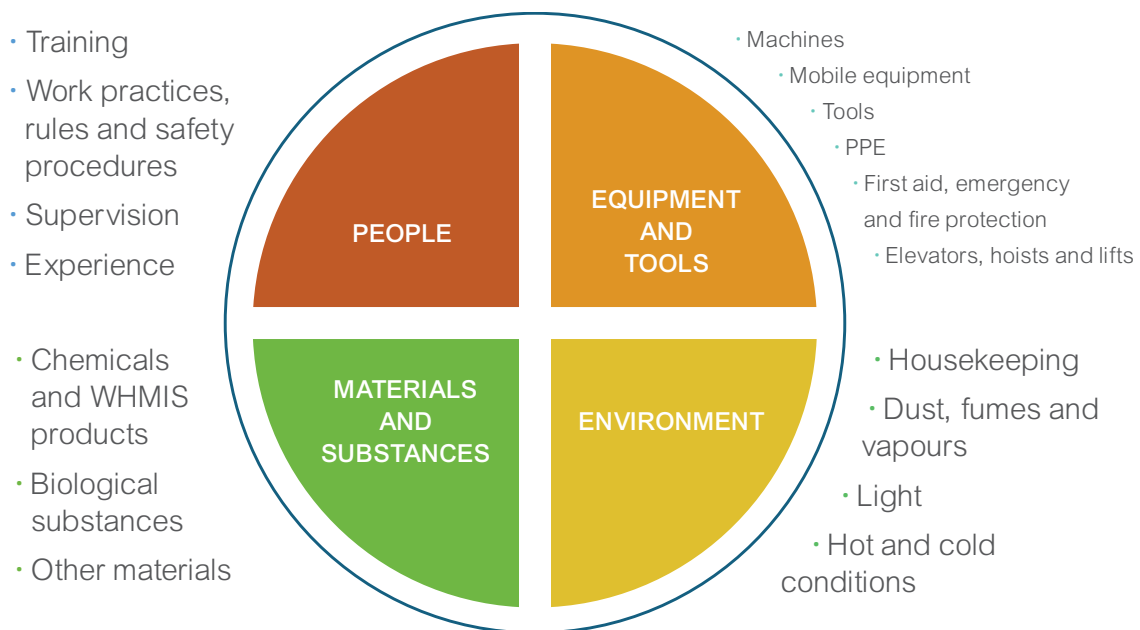 · Training
· Work practices,
rules and safety
procedures
· Supervision
· Experience
PEOPLE
EQUIPMENT
AND
TOOLS
· Machines
· Mobile equipment
· Tools
· PPE
· First aid, emergency
and fire protection
· Elevators, hoists and lifts
· Chemicals
and WHMIS
products
· Biological
substances
· Other materials
MATERIALS
AND
SUBSTANCES
ENVIRONMENT
· Housekeeping
· Dust, fumes and
vapours
· Light
· Hot and cold
conditions